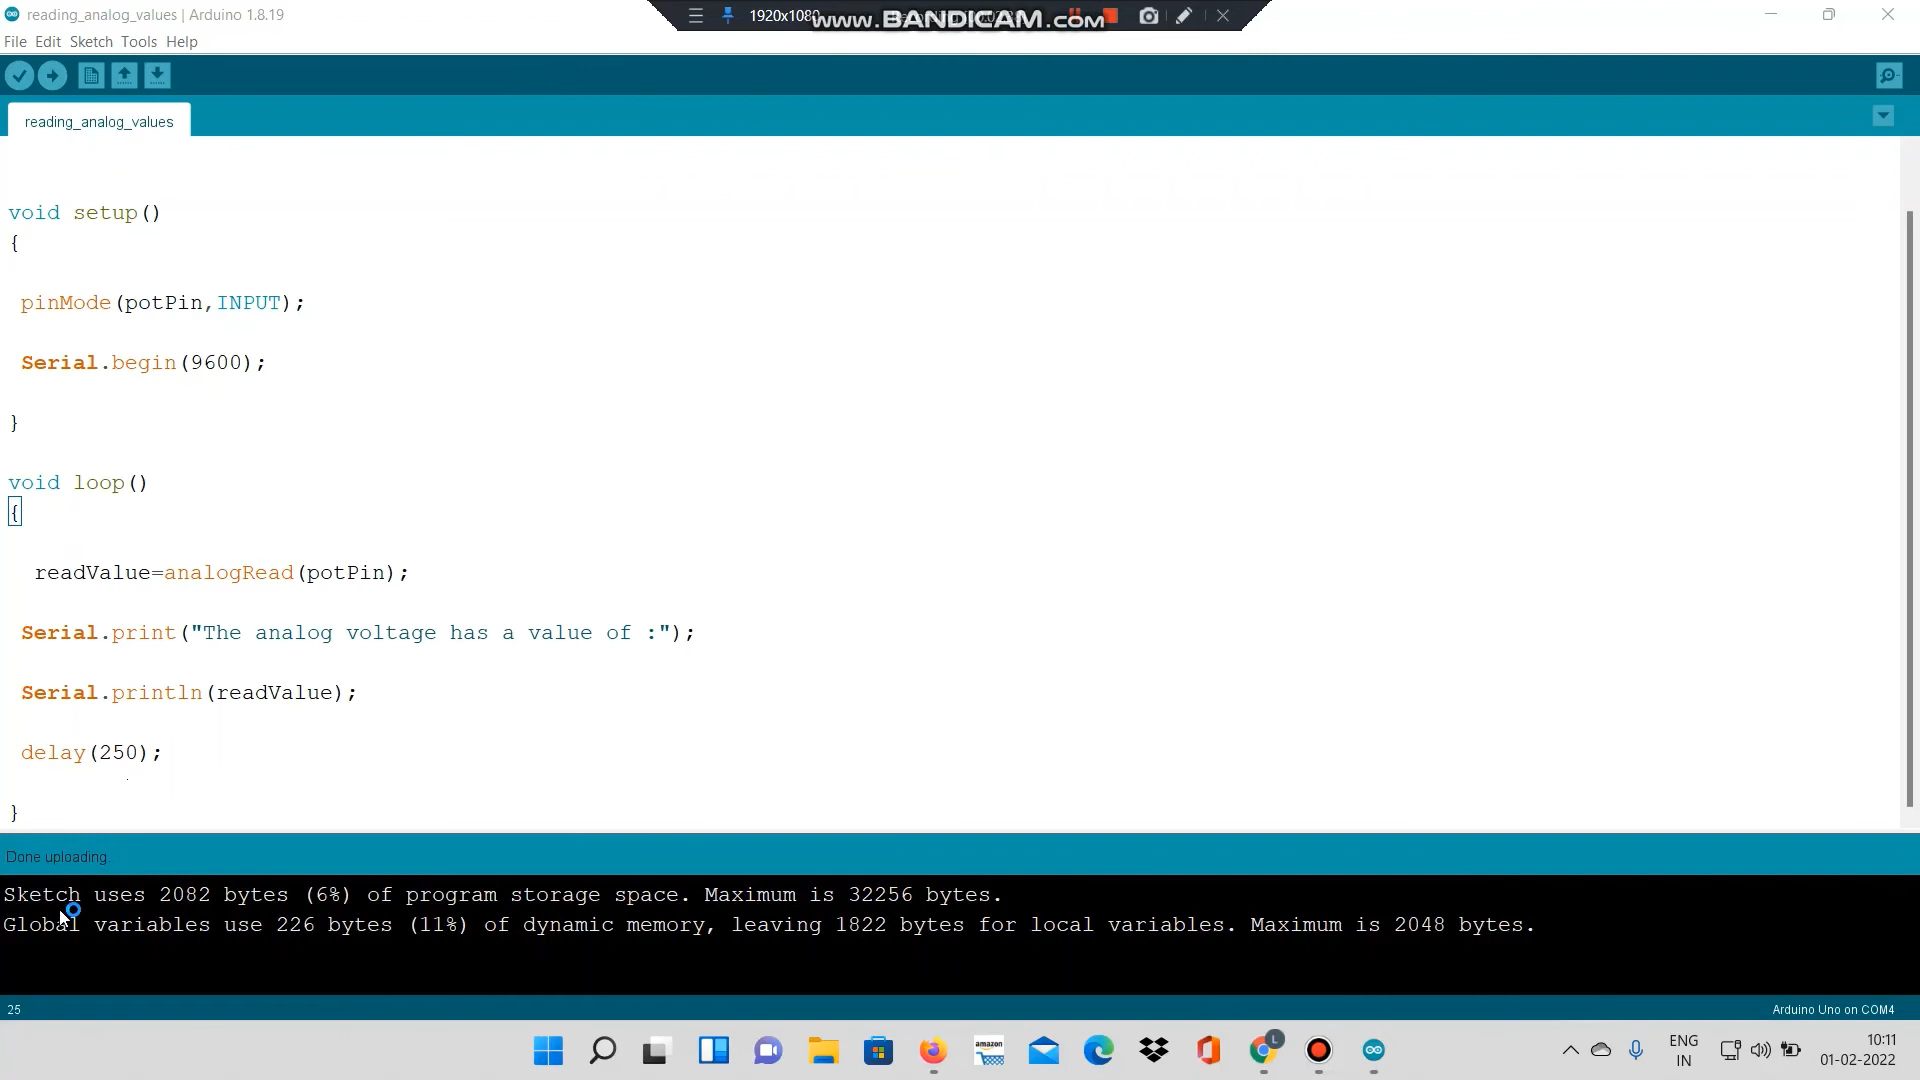 reading_analog_values | Arduino 1.8.19
1920x1080
www.BANDICAM.com
File Edit Sketch Tools Help
reading_analog_values
void setup()
{
pinMode(potPin,INPUT);
Serial.begin(9600);
}
void loop()
{
readValue=analogRead(potPin);
Serial.print("The analog voltage has a value of :");
Serial.println(readValue);
delay(250);
}
Done uploading.
Sketch uses 2082 bytes (6%) of program storage space. Maximum is 32256 bytes.
Global variables use 226 bytes (11%) of dynamic memory, leaving 1822 bytes for local variables. Maximum is 2048 bytes.
25
Arduino Uno on COM4
amazon
L
ENG
IN
10:11
01-02-2022